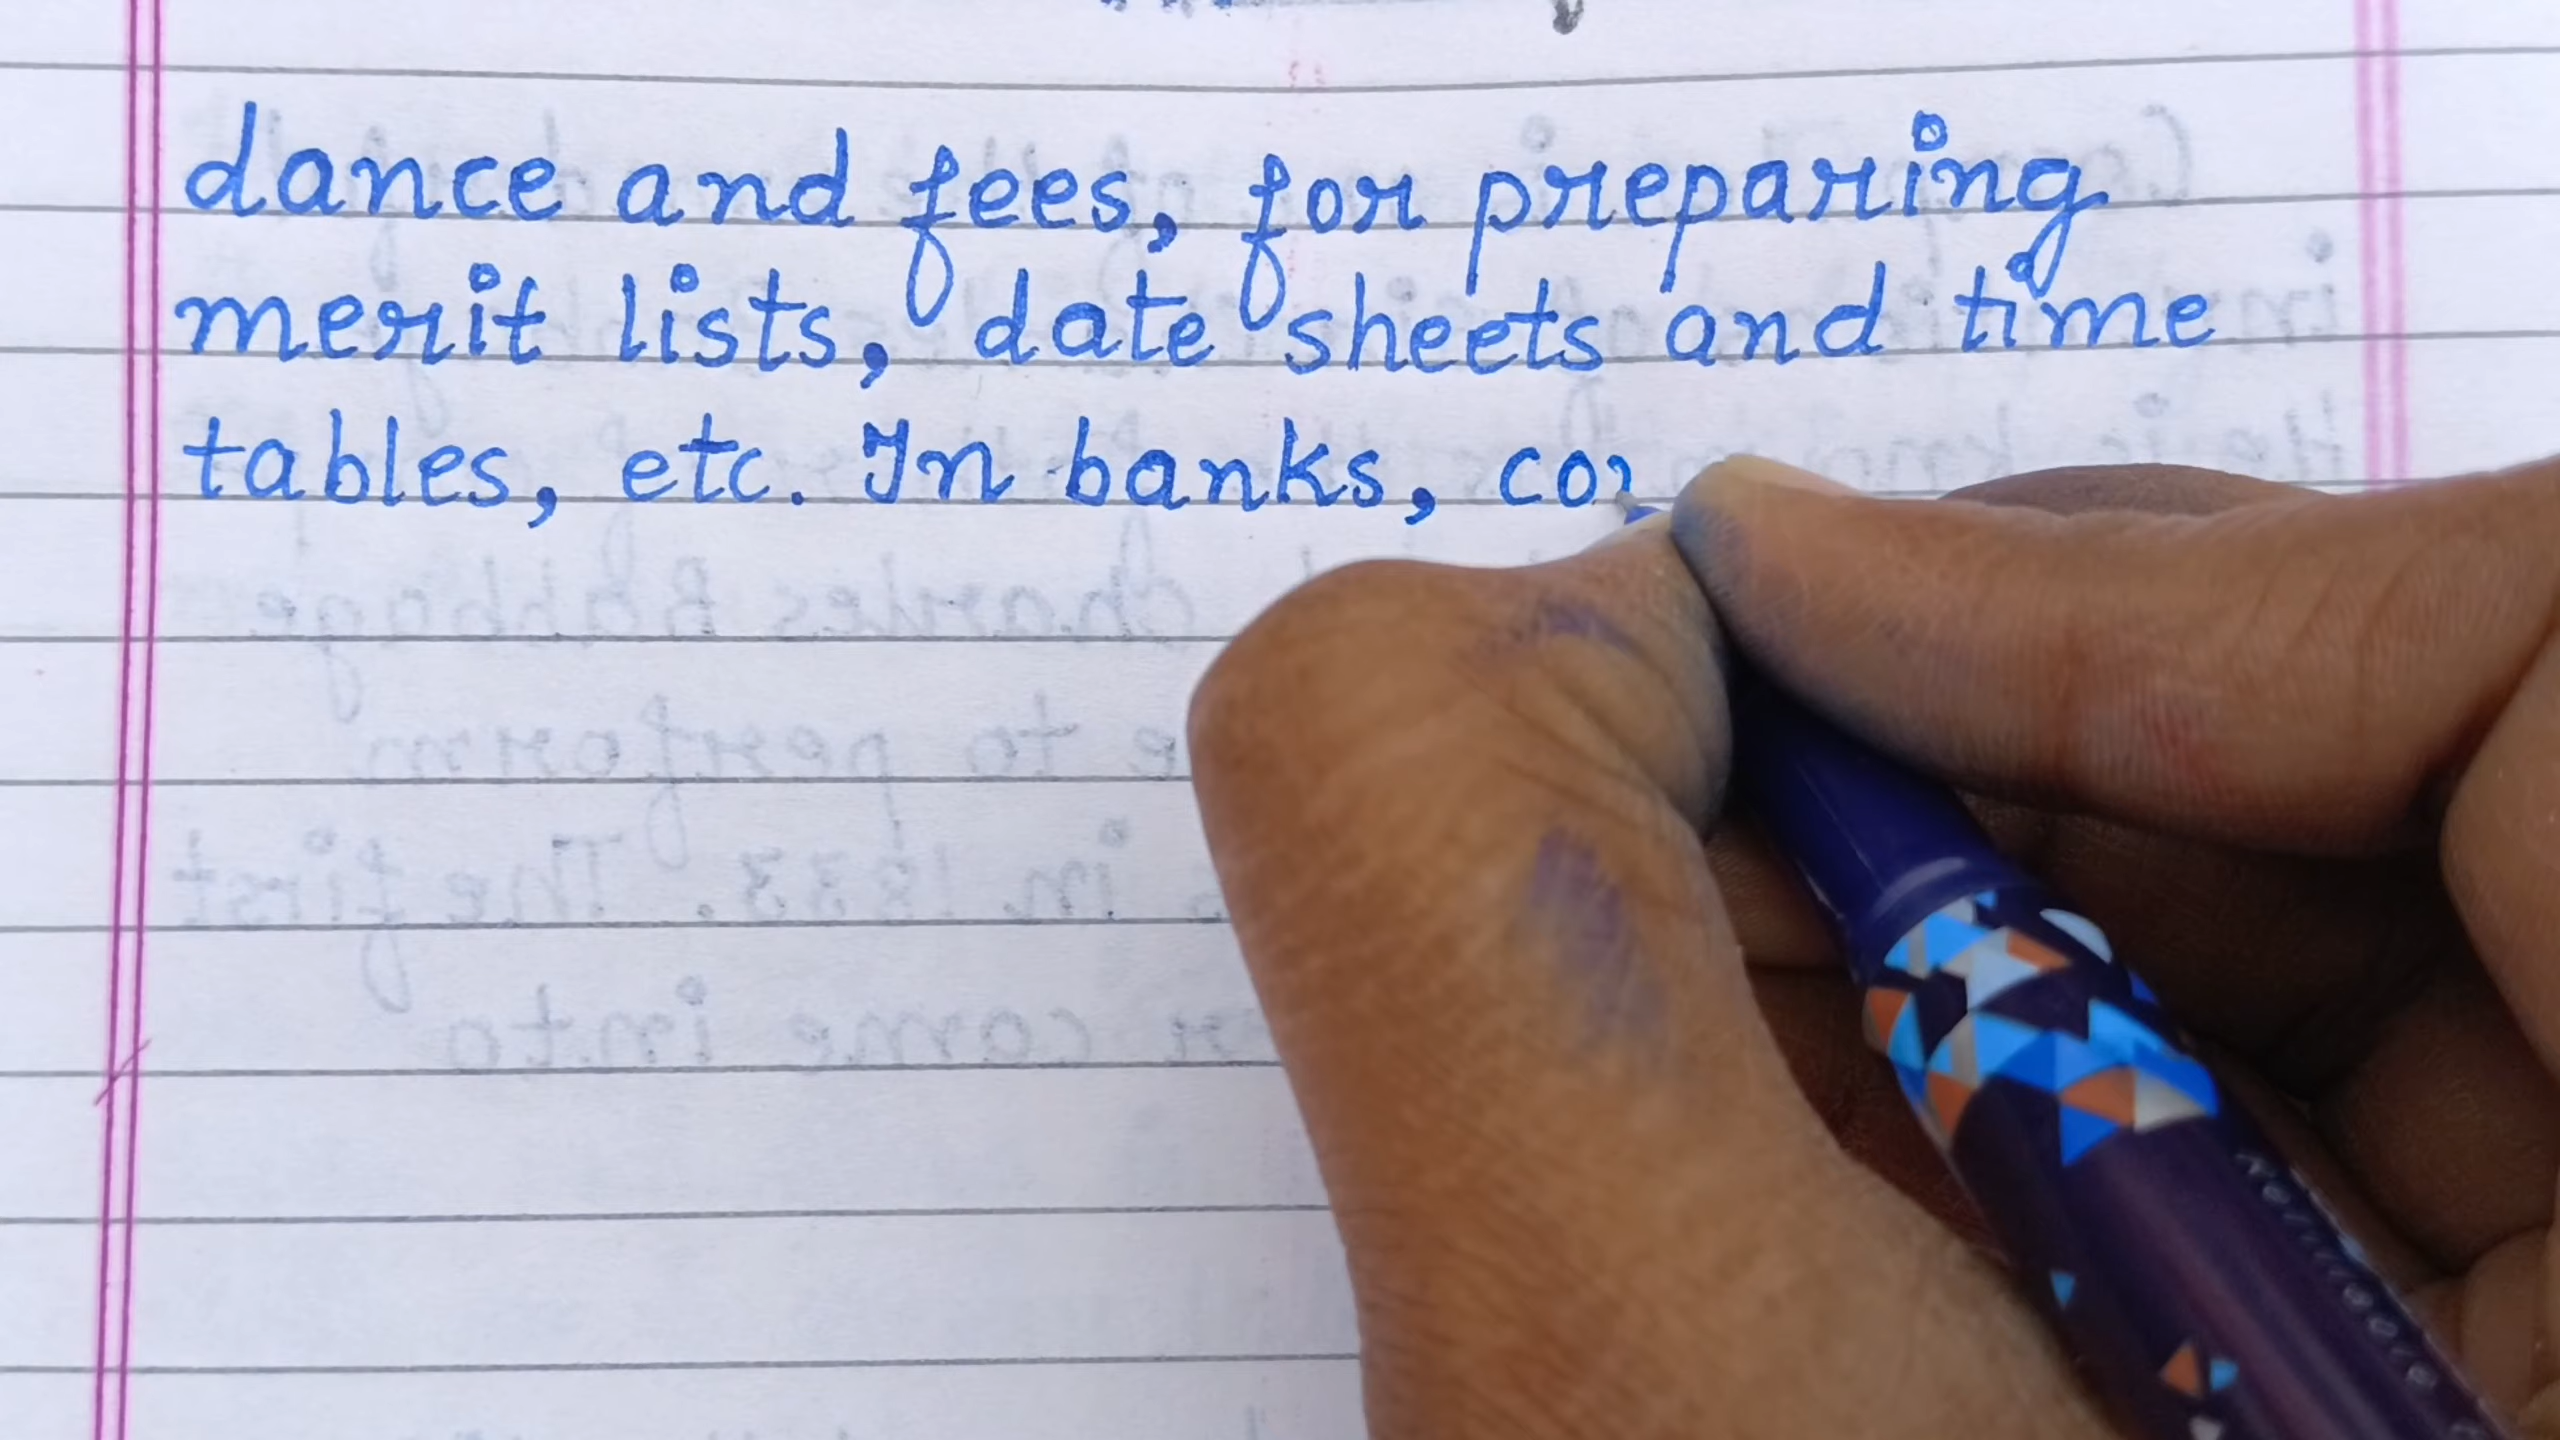 dance and fees, for preparing
merit lists, date sheets and time
tables, etc. In banks, co